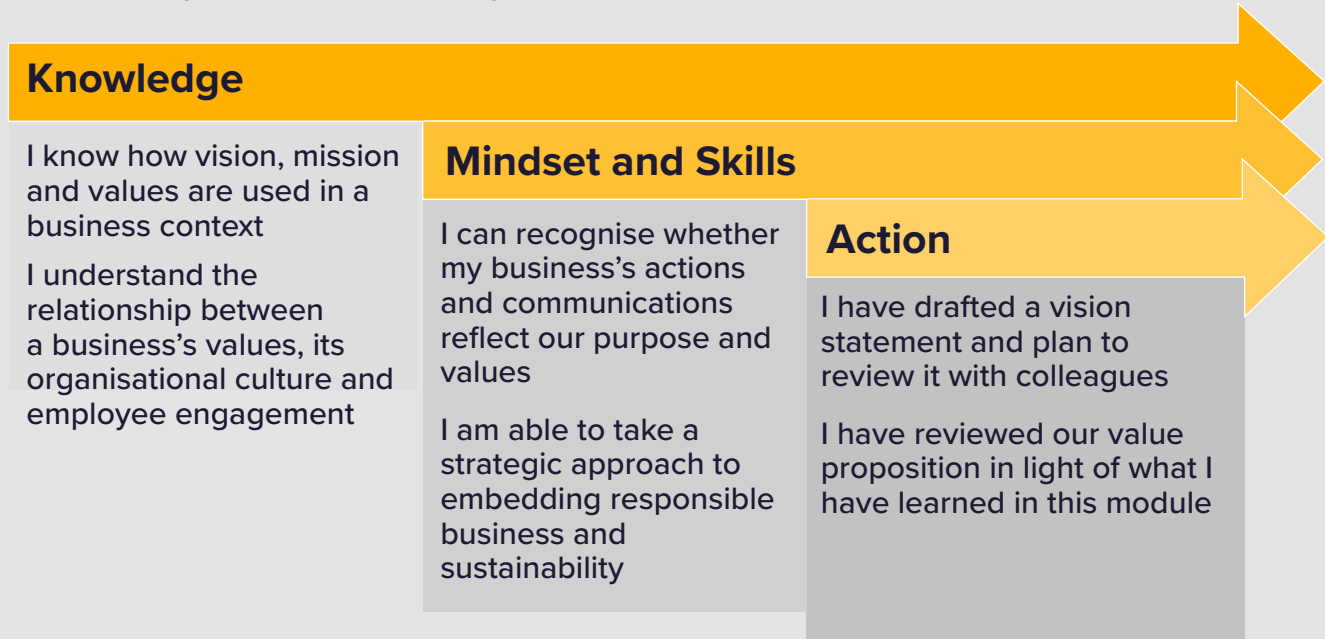 Knowledge
I know how vision, mission
and values are used in a
business context
I understand the
relationship between
a business’s values, its
organisational culture and
employee engagement
Mindset and Skills
I can recognise whether
my business’s actions
and communications
reflect our purpose and
values
I am able to take a
strategic approach to
embedding responsible
business and
sustainability
Action
I have drafted a vision
statement and plan to
review it with colleagues
I have reviewed our value
proposition in light of what I
have learned in this module